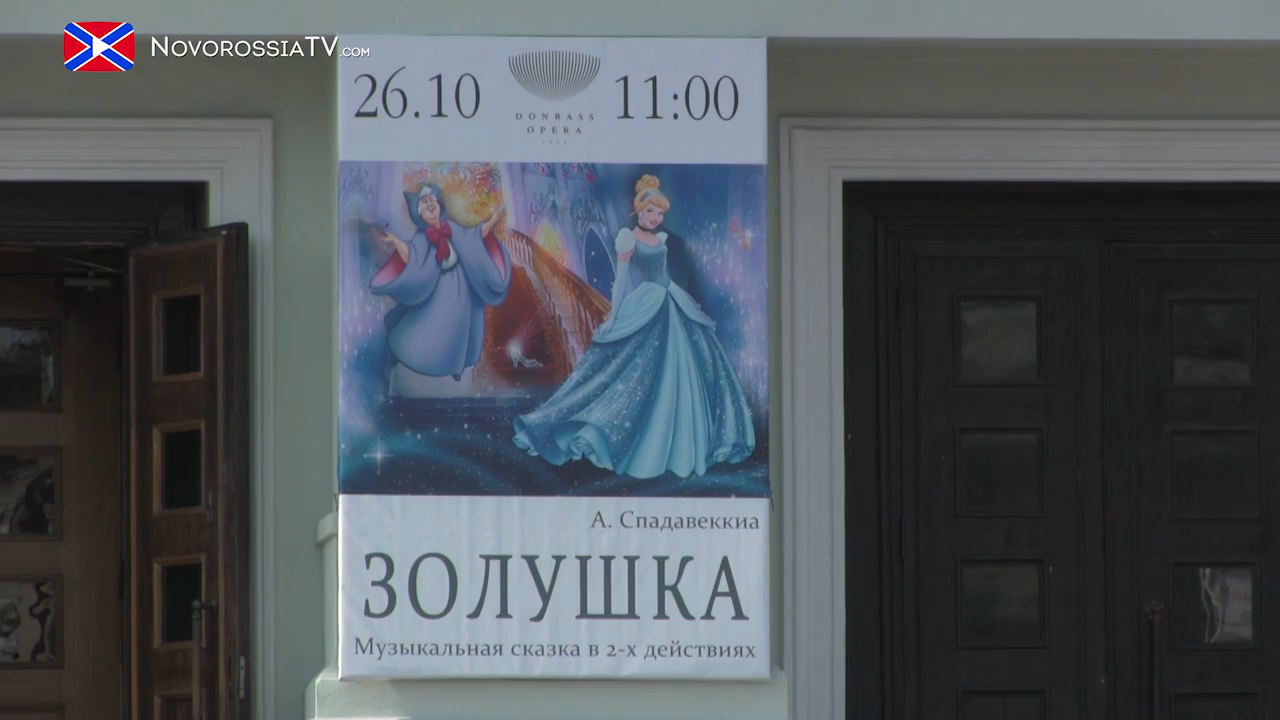 NOVOROSSIATV.COM
26.10
DONBASS
OPERA
11:00
А. Спадавеккиа
ЗОЛУШКА
Музыкальная сказка в 2-х действиях